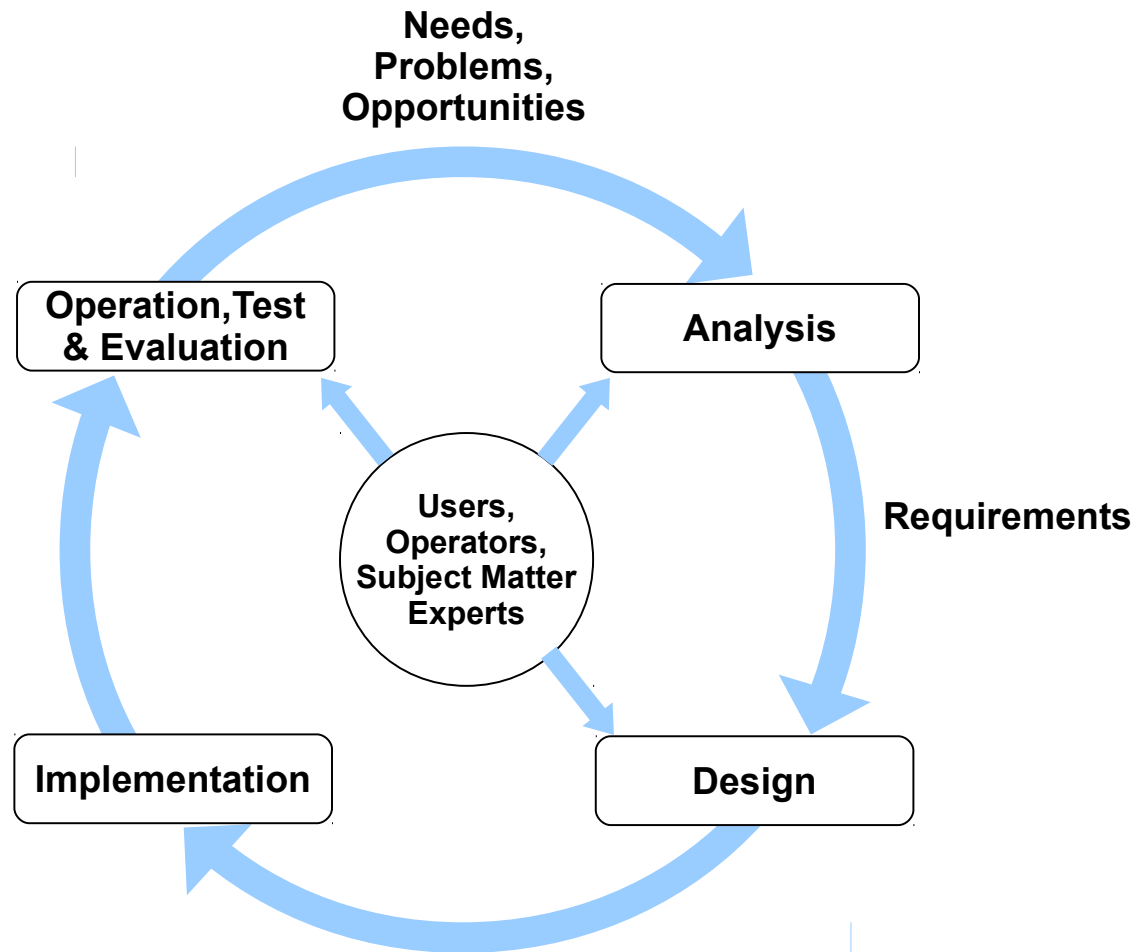 Needs,
Problems,
Opportunities
Operation,Test
& Evaluation
Analysis
Users,
Operators,
Subject Matter
Experts
Requirements
Implementation
Design